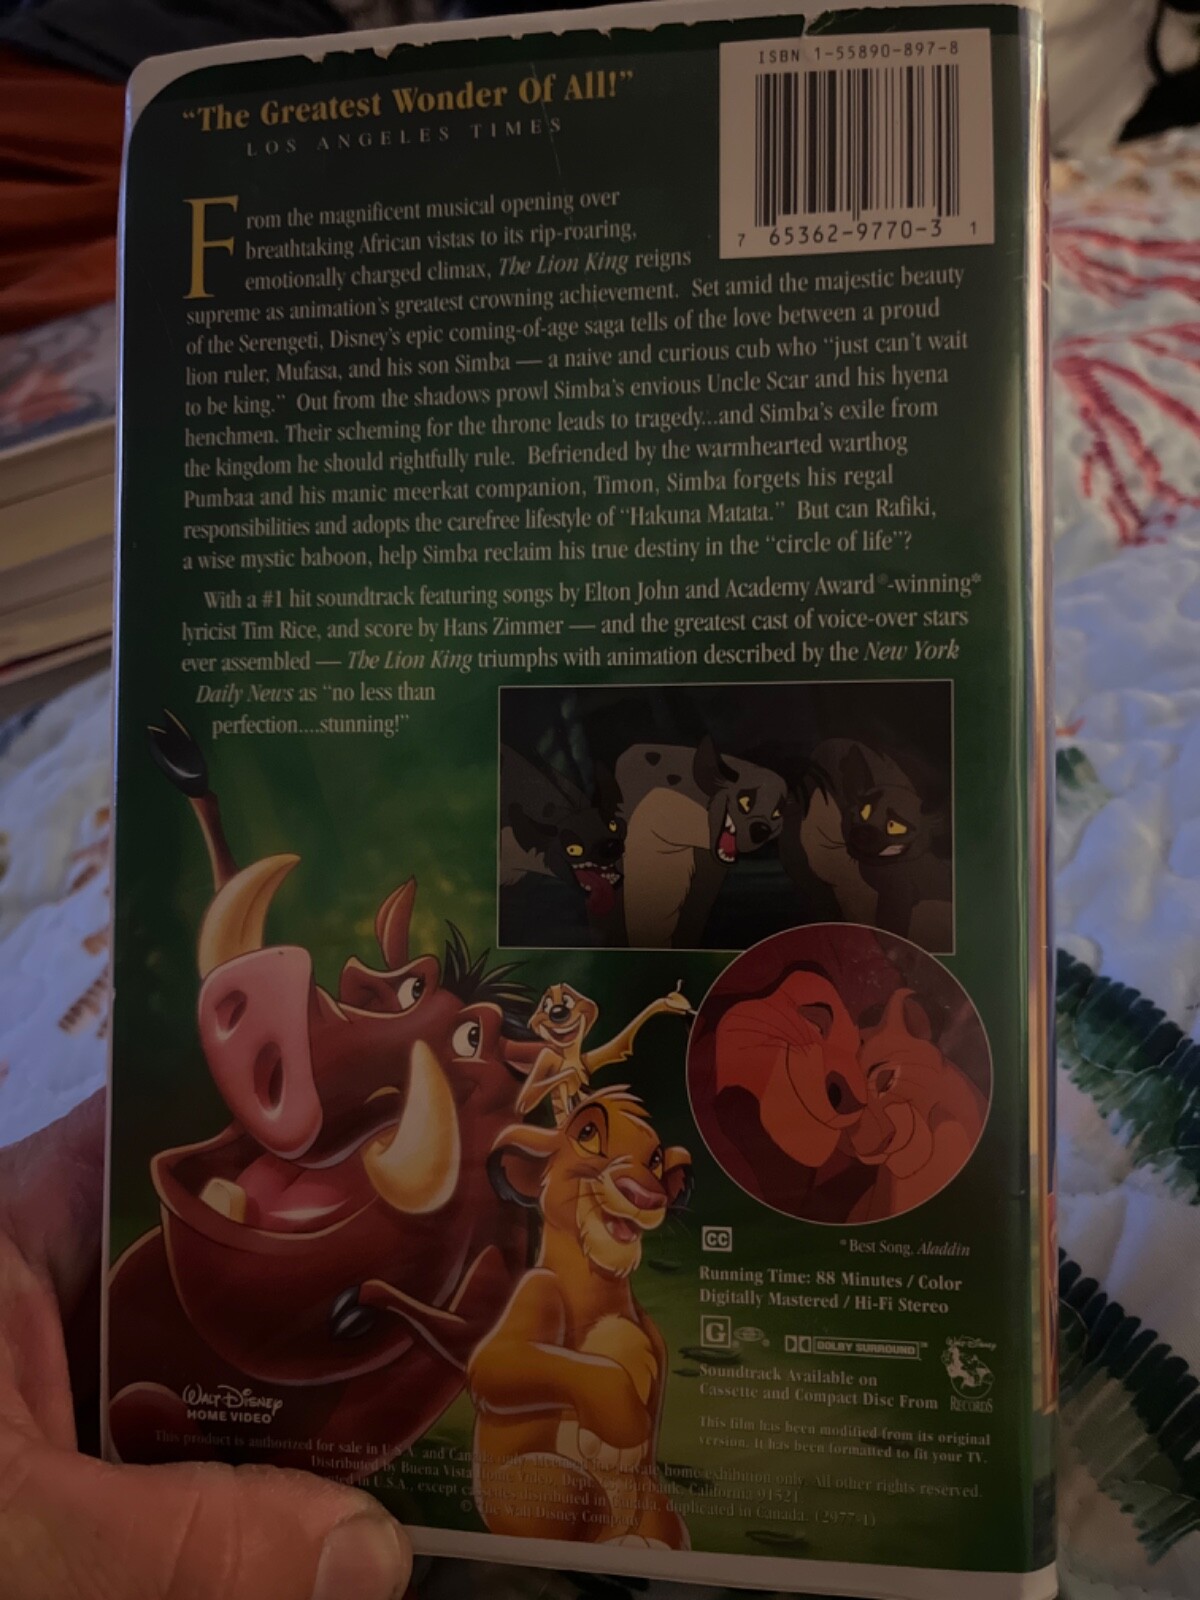 "The Greatest Wonder Of All!"
LOS ANGELES TIMES
ISBN 1-55890-897-8
7 65362-9770-3 1
From the magnificent musical opening over
breathtaking African vistas to its rip-roaring,
emotionally charged climax, The Lion King reigns
supreme as animation's greatest crowning achievement. Set amid the majestic beauty
of the Serengeti, Disney's epic coming-of-age saga tells of the love between a proud
lion ruler, Mufasa, and his son Simba — a naive and curious cub who "just can't wait
to be king." Out from the shadows prowl Simba's envious Uncle Scar and his hyena
henchmen. Their scheming for the throne leads to tragedy...and Simba's exile from
the kingdom he should rightfully rule. Befriended by the warmhearted warthog
Pumbaa and his manic meerkat companion, Timon, Simba forgets his regal
responsibilities and adopts the carefree lifestyle of "Hakuna Matata." But can Rafiki,
a wise mystic baboon, help Simba reclaim his true destiny in the "circle of life"?
With a #1 hit soundtrack featuring songs by Elton John and Academy Award®-winning*
lyricist Tim Rice, and score by Hans Zimmer — and the greatest cast of voice-over stars
ever assembled — The Lion King triumphs with animation described by the New York
Daily News as "no less than
perfection....stunning!"
CC
*Best Song, Aladdin
Running Time: 88 Minutes / Color
Digitally Mastered / Hi-Fi Stereo
G
DOLBY SURROUND
Walt Disney
RECORDS
Soundtrack Available on
Cassette and Compact Disc From
WALT DISNEY
HOME VIDEO
This film has been modified from its original
version. It has been formatted to fit your TV.
This product is authorized for sale in U.S.A. and Canada only. private home exhibition only. All other rights reserved.
Distributed by Buena Vista Home Video, Dept. Burbank, California 91521
in U.S.A., except cassettes distributed in Canada, duplicated in Canada.
© The Walt Disney Company